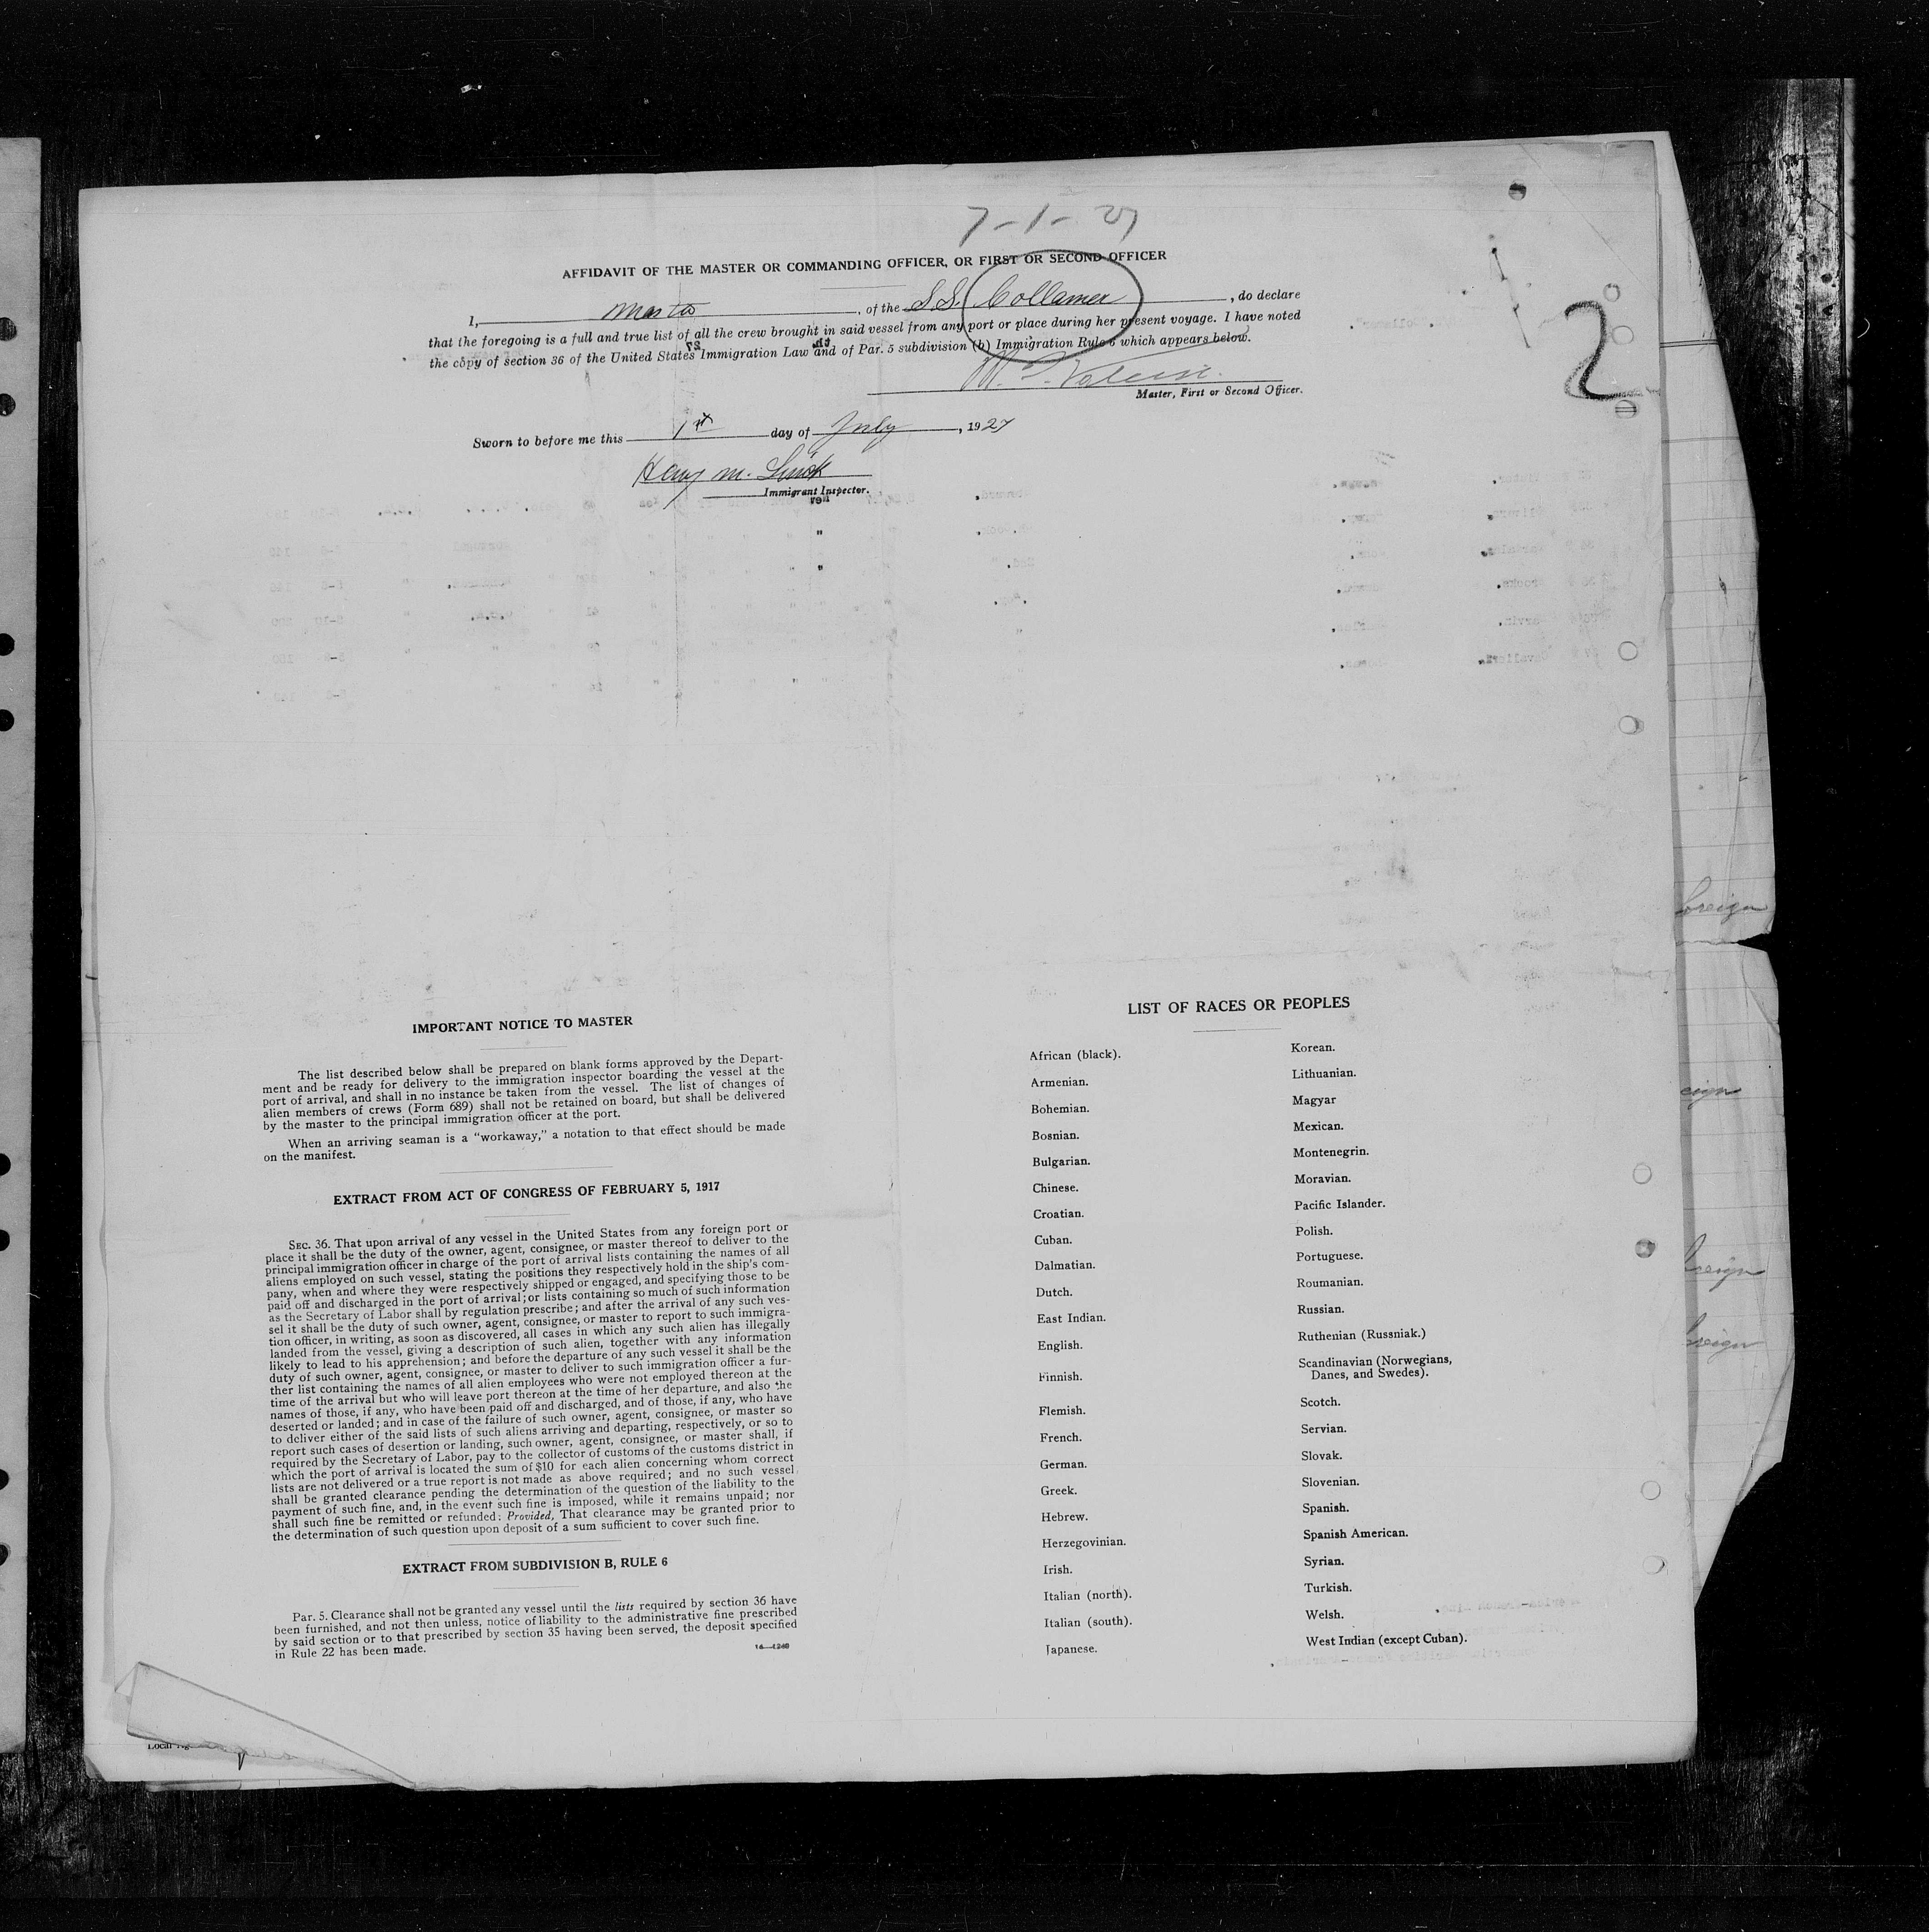 7-1-27
AFFIDAVIT OF THE MASTER OR COMMANDING OFFICER, OR FIRST OR SECOND OFFICER
I, Master, of the S.S. Collamer, do declare
that the foregoing is a full and true list of all the crew brought in said vessel from any port or place during her present voyage. I have noted
the copy of section 36 of the United States Immigration Law and of Par. 5 subdivision (b) Immigration Rule 6 which appears below.
2
Master, First or Second Officer.
Sworn to before me this 1st day of July, 1927
Immigrant Inspector.
IMPORTANT NOTICE TO MASTER
The list described below shall be prepared on blank forms approved by the Depart-
ment and be ready for delivery to the immigration inspector boarding the vessel at the
port of arrival, and shall in no instance be taken from the vessel. The list of changes of
alien members of crews (Form 689) shall not be retained on board, but shall be delivered
by the master to the principal immigration officer at the port.
When an arriving seaman is a “workaway,” a notation to that effect should be made
on the manifest.
EXTRACT FROM ACT OF CONGRESS OF FEBRUARY 5, 1917
SEC. 36. That upon arrival of any vessel in the United States from any foreign port or
place it shall be the duty of the owner, agent, consignee, or master thereof to deliver to the
principal immigration officer in charge of the port of arrival lists containing the names of all
aliens employed on such vessel, stating the positions they respectively hold in the ship's com-
pany, when and where they were respectively shipped or engaged, and specifying those to be
paid off and discharged in the port of arrival; or lists containing so much of such information
as the Secretary of Labor shall by regulation prescribe; and after the arrival of any such ves-
sel it shall be the duty of such owner, agent, consignee, or master to report to such immigra-
tion officer, in writing, as soon as discovered, all cases in which any such alien has illegally
landed from the vessel, giving a description of such alien, together with any information
likely to lead to his apprehension; and before the departure of any such vessel it shall be the
duty of such owner, agent, consignee, or master to deliver to such immigration officer a fur-
ther list containing the names of all alien employees who were not employed thereon at the
time of the arrival but who will leave port thereon at the time of her departure, and also the
names of those, if any, who have been paid off and discharged, and of those, if any, who have
deserted or landed; and in case of the failure of such owner, agent, consignee, or master so
to deliver either of the said lists of such aliens arriving and departing, respectively, or so to
report such cases of desertion or landing, such owner, agent, consignee, or master shall, if
required by the Secretary of Labor, pay to the collector of customs of the customs district in
which the port of arrival is located the sum of $10 for each alien concerning whom correct
lists are not delivered or a true report is not made as above required; and no such vessel
shall be granted clearance pending the determination of the question of the liability to the
payment of such fine, and, in the event such fine is imposed, while it remains unpaid; nor
shall such fine be remitted or refunded: Provided, That clearance may be granted prior to
the determination of such question upon deposit of a sum sufficient to cover such fine.
EXTRACT FROM SUBDIVISION B, RULE 6
Par. 5. Clearance shall not be granted any vessel until the lists required by section 36 have
been furnished, and not then unless, notice of liability to the administrative fine prescribed
by said section or to that prescribed by section 35 having been served, the deposit specified
in Rule 22 has been made.
LIST OF RACES OR PEOPLES
African (black).
Armenian.
Bohemian.
Bosnian.
Bulgarian.
Chinese.
Croatian.
Cuban.
Dalmatian.
Dutch.
East Indian.
English.
Finnish.
Flemish.
French.
German.
Greek.
Hebrew.
Herzegovinian.
Irish.
Italian (north).
Italian (south).
Japanese.
Korean.
Lithuanian.
Magyar
Mexican.
Montenegrin.
Moravian.
Pacific Islander.
Polish.
Portuguese.
Roumanian.
Russian.
Ruthenian (Russniak.)
Scandinavian (Norwegians,
Danes, and Swedes).
Scotch.
Servian.
Slovak.
Slovenian.
Spanish.
Spanish American.
Syrian.
Turkish.
Welsh.
West Indian (except Cuban).